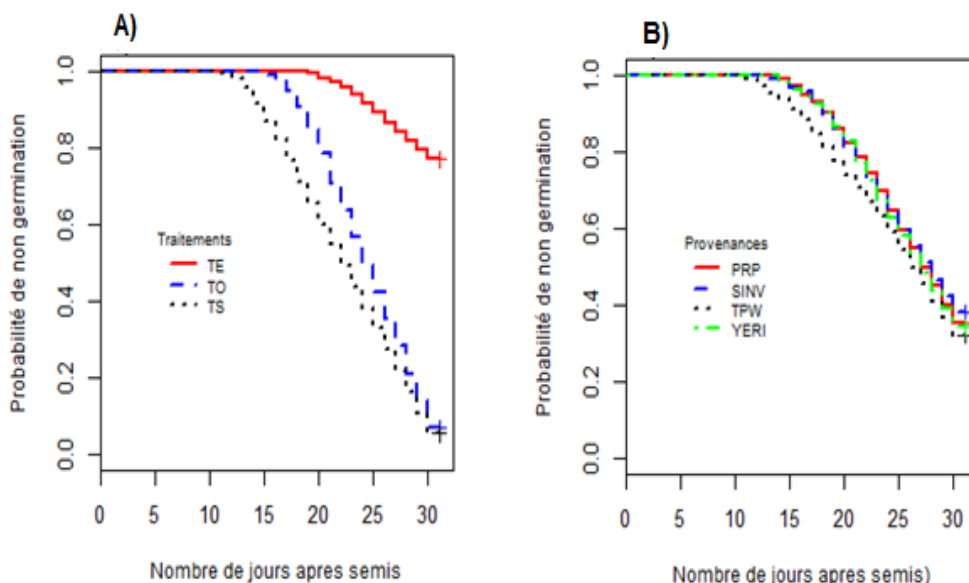 A)
Probabilité de non germination
1.0
0.8
0.6
0.4
0.2
0.0
Traitements
TE
TO
TS
0 5 10 15 20 25 30
Nombre de jours apres semis
B)
Probabilité de non germination
1.0
0.8
0.6
0.4
0.2
0.0
Provenances
PRP
SINV
TPW
YERI
0 5 10 15 20 25 30
Nombre de jours apres semis)